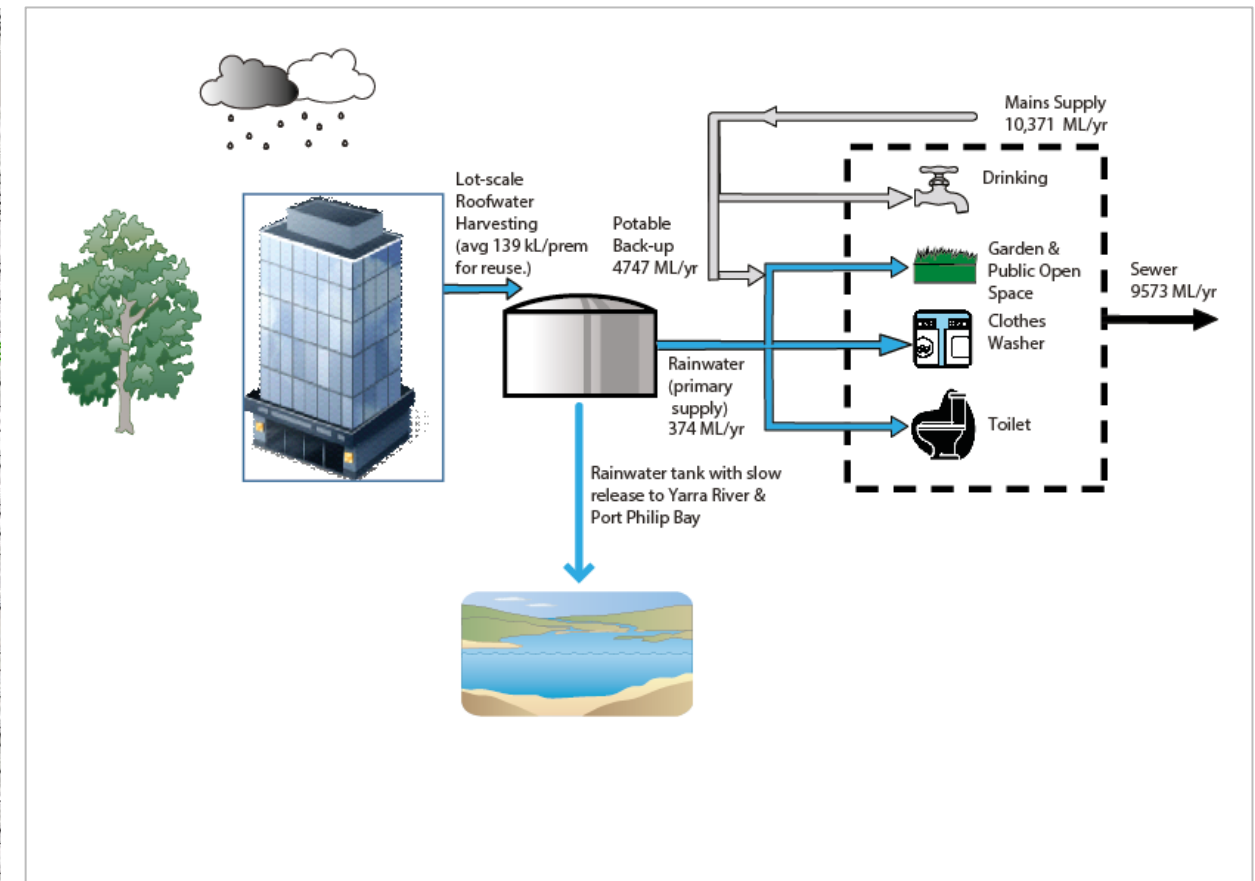 Mains Supply
10,371 ML/yr
Drinking
Lot-scale
Roofwater
Harvesting
(avg 139 kL/prem
for reuse.)
Potable
Back-up
4747 ML/yr
Garden &
Public Open
Space
Sewer
9573 ML/yr
Clothes
Washer
Rainwater
(primary
supply)
374 ML/yr
Toilet
Rainwater tank with slow
release to Yarra River &
Port Philip Bay